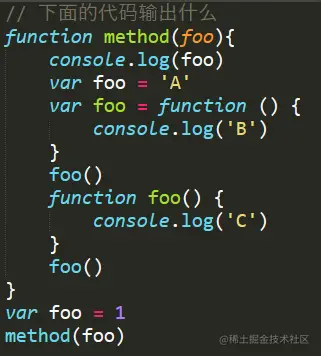 // 下面的代码输出什么
function method(foo){
    console.log(foo)
    var foo = 'A'
    var foo = function () {
        console.log('B')
    }
    foo()
    function foo() {
        console.log('C')
    }
    foo()
}
var foo = 1
method(foo)
@稀土掘金技术社区